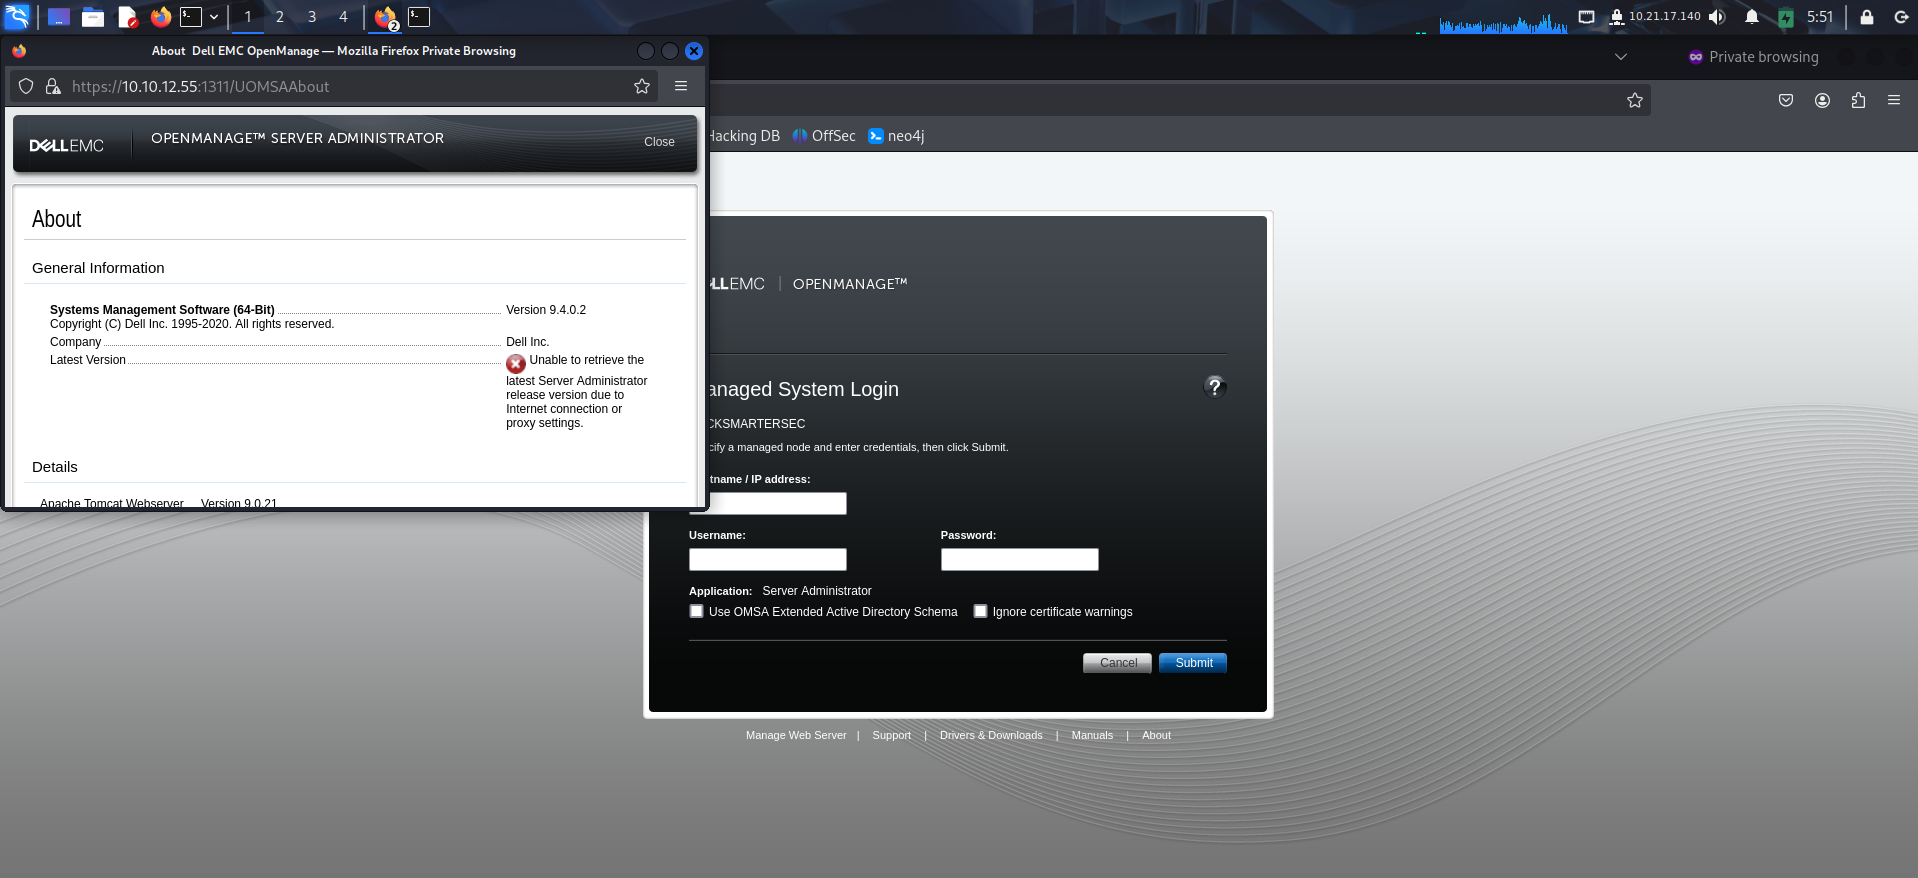 1 2 3 4
2
10.21.17.140
5:51
About Dell EMC OpenManage — Mozilla Firefox Private Browsing
Private browsing
https://10.10.12.55:1311/UOMSAAbout
Hacking DB OffSec neo4j
DELLEMC
OPENMANAGE™ SERVER ADMINISTRATOR
Close
About
General Information
Systems Management Software (64-Bit) Version 9.4.0.2
Copyright (C) Dell Inc. 1995-2020. All rights reserved.
Company Dell Inc.
Latest Version Unable to retrieve the
latest Server Administrator
release version due to
Internet connection or
proxy settings.
Details
Apache Tomcat Webserver Version 9.0.21
LLEMC | OPENMANAGE™
anaged System Login
?
CKSMARTERSEC
cify a managed node and enter credentials, then click Submit.
tname / IP address:
Username: Password:
Application: Server Administrator
Use OMSA Extended Active Directory Schema Ignore certificate warnings
Cancel Submit
Manage Web Server | Support | Drivers & Downloads | Manuals | About